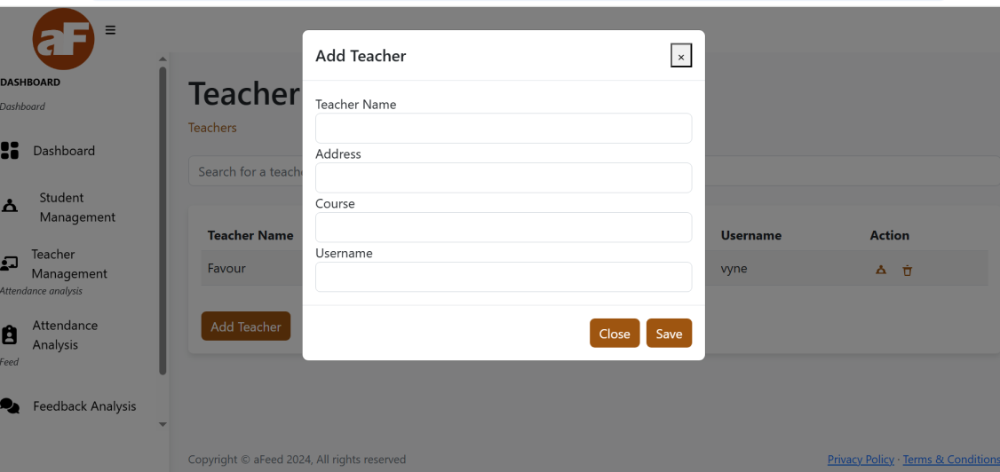 aF
DASHBOARD
Dashboard
Dashboard
Student
Management
Teacher
Management
Attendance analysis
Attendance
Analysis
Feed
Feedback Analysis
Teacher
Teachers
Search for a teache
Teacher Name
Username
Action
Favour
vyne
Add Teacher
Add Teacher
×
Teacher Name
Address
Course
Username
Close
Save
Copyright © aFeed 2024, All rights reserved
Privacy Policy · Terms & Conditions